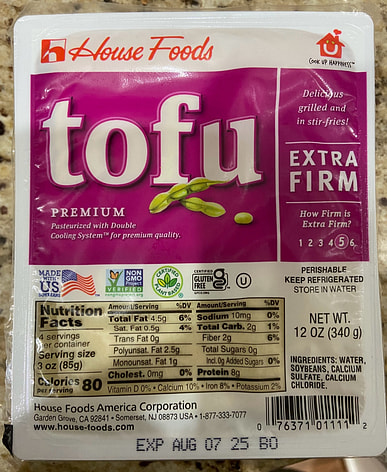 House Foods
COOK UP HAPPINESS™
tofu
Delicious
grilled and
in stir-fries!
EXTRA
FIRM
PREMIUM
Pasteurized with Double
Cooling System™ for premium quality.
How Firm is
Extra Firm?
1 2 3 4 5 6
MADE
WITH
US
SOYBEANS
NON
GMO
Project
VERIFIED
nongmoproject.org
CERTIFIED
PLANT BASED
CERTIFIED
GLUTEN
FREE
U
PERISHABLE
KEEP REFRIGERATED
STORE IN WATER
Nutrition
Facts
4 servings
per container
Serving size
3 oz (85g)
Calories
per serving
80
Amount/Serving %DV
Total Fat 4.5g 6%
Sat. Fat 0.5g 4%
Trans Fat 0g
Polyunsat. Fat 2.5g
Monounsat. Fat 1g
Cholest. 0mg 0%
Amount/Serving %DV
Sodium 10mg 0%
Total Carb. 2g 1%
Fiber 2g 6%
Total Sugars 0g
Incl. 0g Added Sugars 0%
Protein 8g
Vitamin D 0% • Calcium 10% • Iron 8% • Potassium 2%
NET WT.
12 OZ (340 g)
INGREDIENTS: WATER,
SOYBEANS, CALCIUM
SULFATE, CALCIUM
CHLORIDE.
House Foods America Corporation
Garden Grove, CA 92841 • Somerset, NJ 08873 USA • 1-877-333-7077
www.house-foods.com
0 76371 01111 2
EXP AUG 07 25 BO